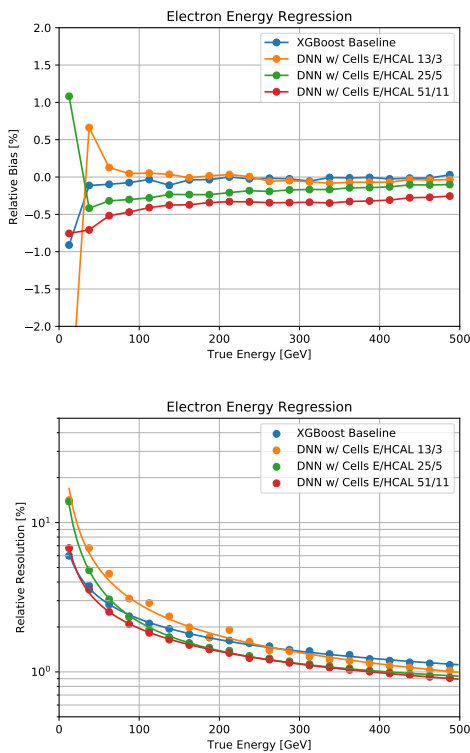 Electron Energy Regression
XGBoost Baseline
DNN w/ Cells E/HCAL 13/3
DNN w/ Cells E/HCAL 25/5
DNN w/ Cells E/HCAL 51/11
Relative Bias [%]
2.0
1.5
1.0
0.5
0.0
−0.5
−1.0
−1.5
−2.0
0 100 200 300 400 500
True Energy [GeV]
Electron Energy Regression
XGBoost Baseline
DNN w/ Cells E/HCAL 13/3
DNN w/ Cells E/HCAL 25/5
DNN w/ Cells E/HCAL 51/11
Relative Resolution [%]
10¹
10⁰
0 100 200 300 400 500
True Energy [GeV]